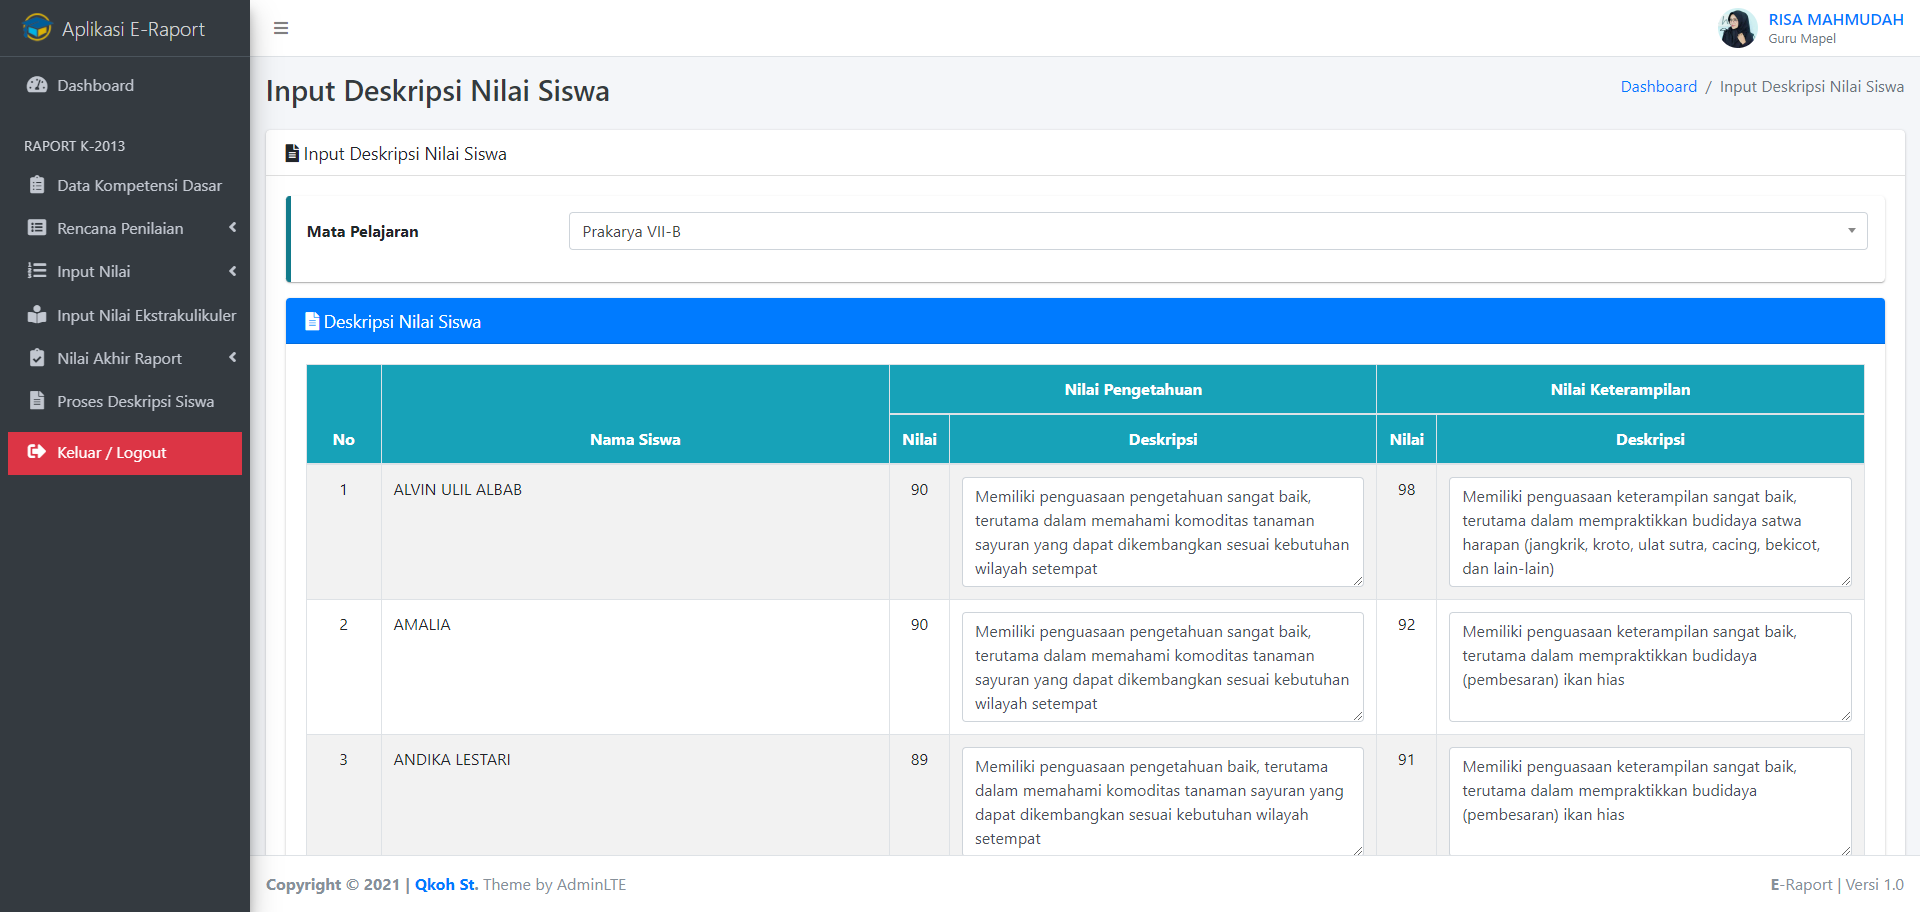 Aplikasi E-Raport
RISA MAHMUDAH
Guru Mapel
Dashboard
RAPORT K-2013
Data Kompetensi Dasar
Rencana Penilaian
Input Nilai
Input Nilai Ekstrakulikuler
Nilai Akhir Raport
Proses Deskripsi Siswa
Keluar / Logout
Input Deskripsi Nilai Siswa
Dashboard / Input Deskripsi Nilai Siswa
Input Deskripsi Nilai Siswa
Mata Pelajaran
Prakarya VII-B
Deskripsi Nilai Siswa
Nilai Pengetahuan
Nilai Keterampilan
No
Nama Siswa
Nilai
Deskripsi
Nilai
Deskripsi
1
ALVIN ULIL ALBAB
90
Memiliki penguasaan pengetahuan sangat baik,
terutama dalam memahami komoditas tanaman
sayuran yang dapat dikembangkan sesuai kebutuhan
wilayah setempat
98
Memiliki penguasaan keterampilan sangat baik,
terutama dalam mempraktikkan budidaya satwa
harapan (jangkrik, kroto, ulat sutra, cacing, bekicot,
dan lain-lain)
2
AMALIA
90
Memiliki penguasaan pengetahuan sangat baik,
terutama dalam memahami komoditas tanaman
sayuran yang dapat dikembangkan sesuai kebutuhan
wilayah setempat
92
Memiliki penguasaan keterampilan sangat baik,
terutama dalam mempraktikkan budidaya
(pembesaran) ikan hias
3
ANDIKA LESTARI
89
Memiliki penguasaan pengetahuan baik, terutama
dalam memahami komoditas tanaman sayuran yang
dapat dikembangkan sesuai kebutuhan wilayah
setempat
91
Memiliki penguasaan keterampilan sangat baik,
terutama dalam mempraktikkan budidaya
(pembesaran) ikan hias
Copyright © 2021 | Qkoh St. Theme by AdminLTE
E-Raport | Versi 1.0